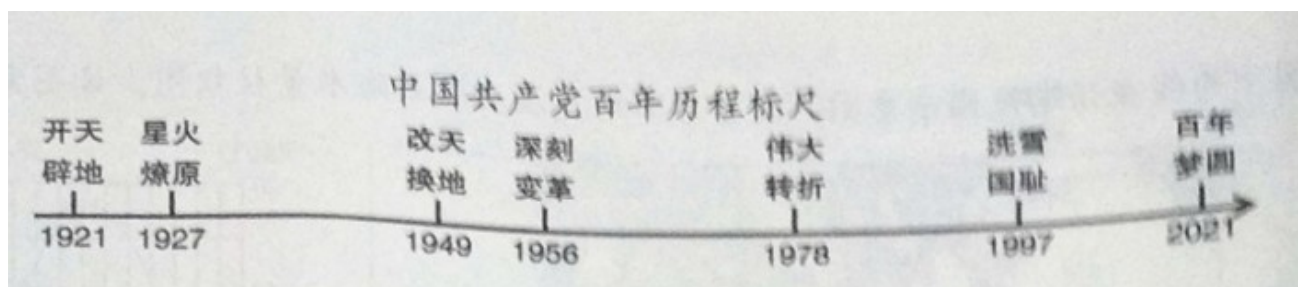 中国共产党百年历程标尺
开天辟地
星火燎原
改天换地
深刻变革
伟大转折
洗雪国耻
百年梦圆
1921
1927
1949
1956
1978
1997
2021